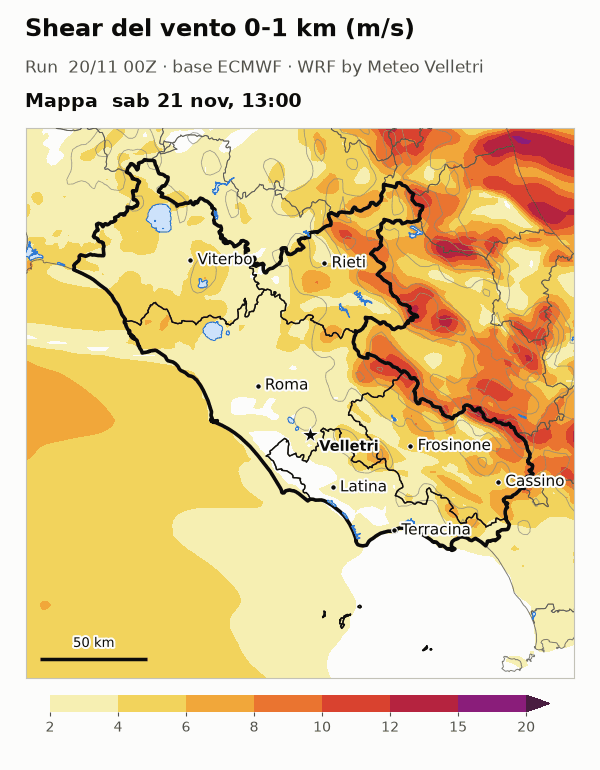 Shear del vento 0-1 km (m/s)
Run  20/11 00Z · base ECMWF · WRF by Meteo Velletri
Mappa  sab 21 nov, 13:00
Viterbo
Rieti
Roma
Velletri
Frosinone
Latina
Cassino
Terracina
50 km
2 4 6 8 10 12 15 20